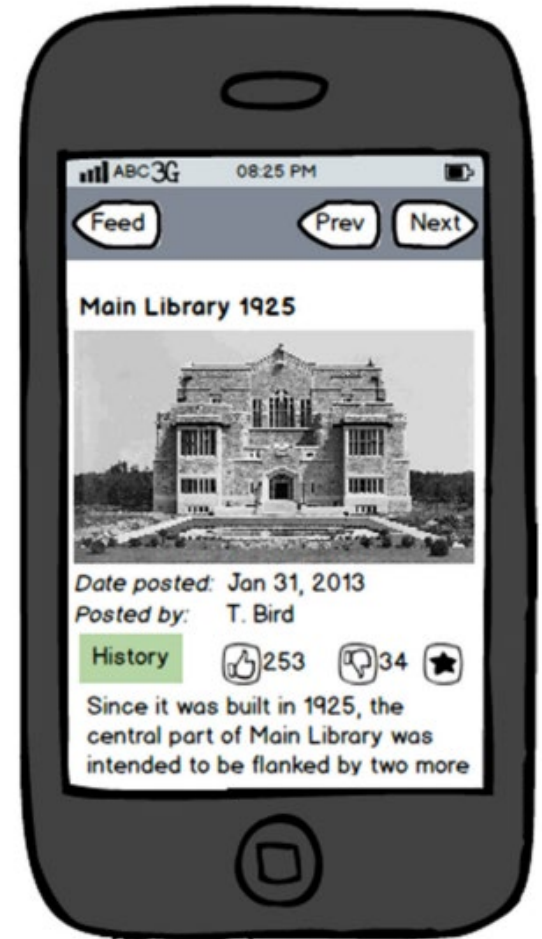 ABC 3G 08:25 PM
Feed Prev Next
Main Library 1925
Date posted: Jan 31, 2013
Posted by: T. Bird
History 253 34
Since it was built in 1925, the
central part of Main Library was
intended to be flanked by two more